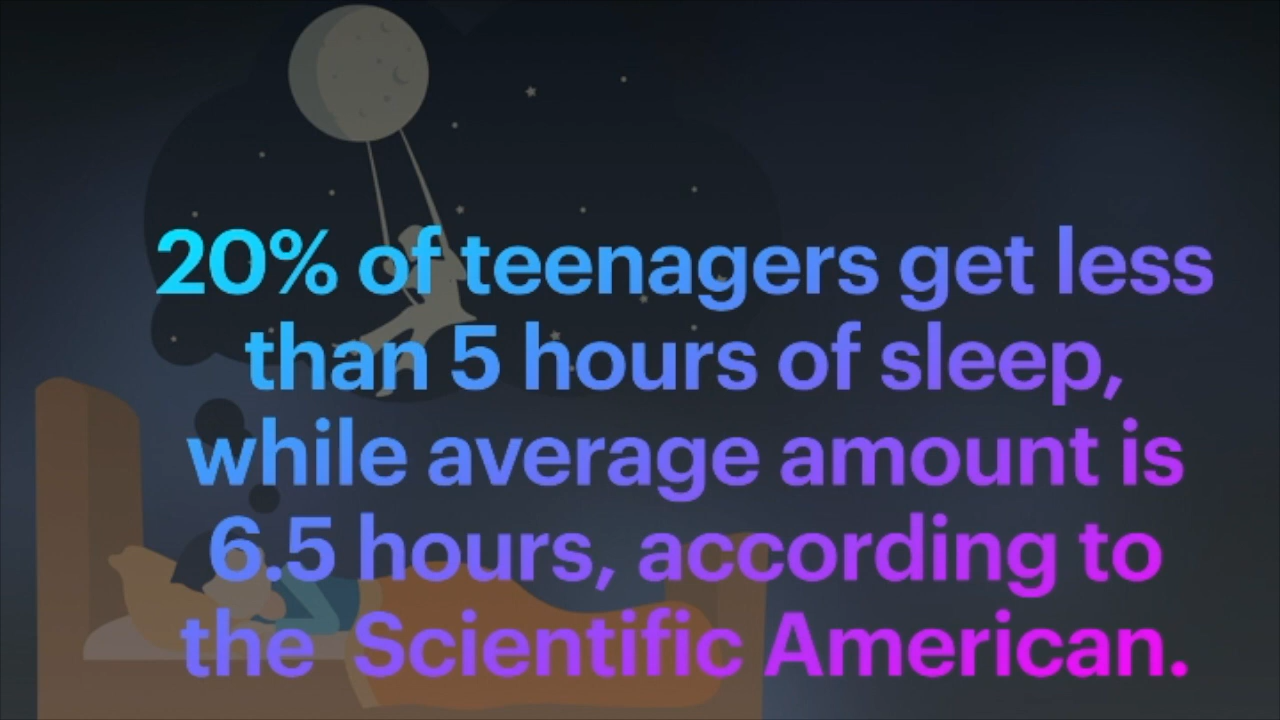 20% of teenagers get less
than 5 hours of sleep,
while average amount is
6.5 hours, according to
the Scientific American.